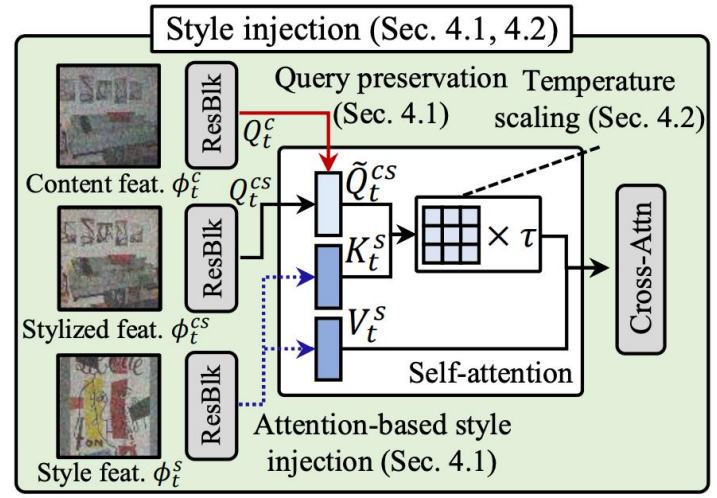 Style injection (Sec. 4.1, 4.2)
Query preservation
(Sec. 4.1)
Temperature
scaling (Sec. 4.2)
ResBlk
Q_t^c
Content feat. ϕ_t^c
Q_t^{cs}
Q̃_t^{cs}
K_t^s
× τ
V_t^s
Self-attention
Cross-Attn
ResBlk
Stylized feat. ϕ_t^{cs}
ResBlk
TON
Style feat. ϕ_t^s
Attention-based style
injection (Sec. 4.1)